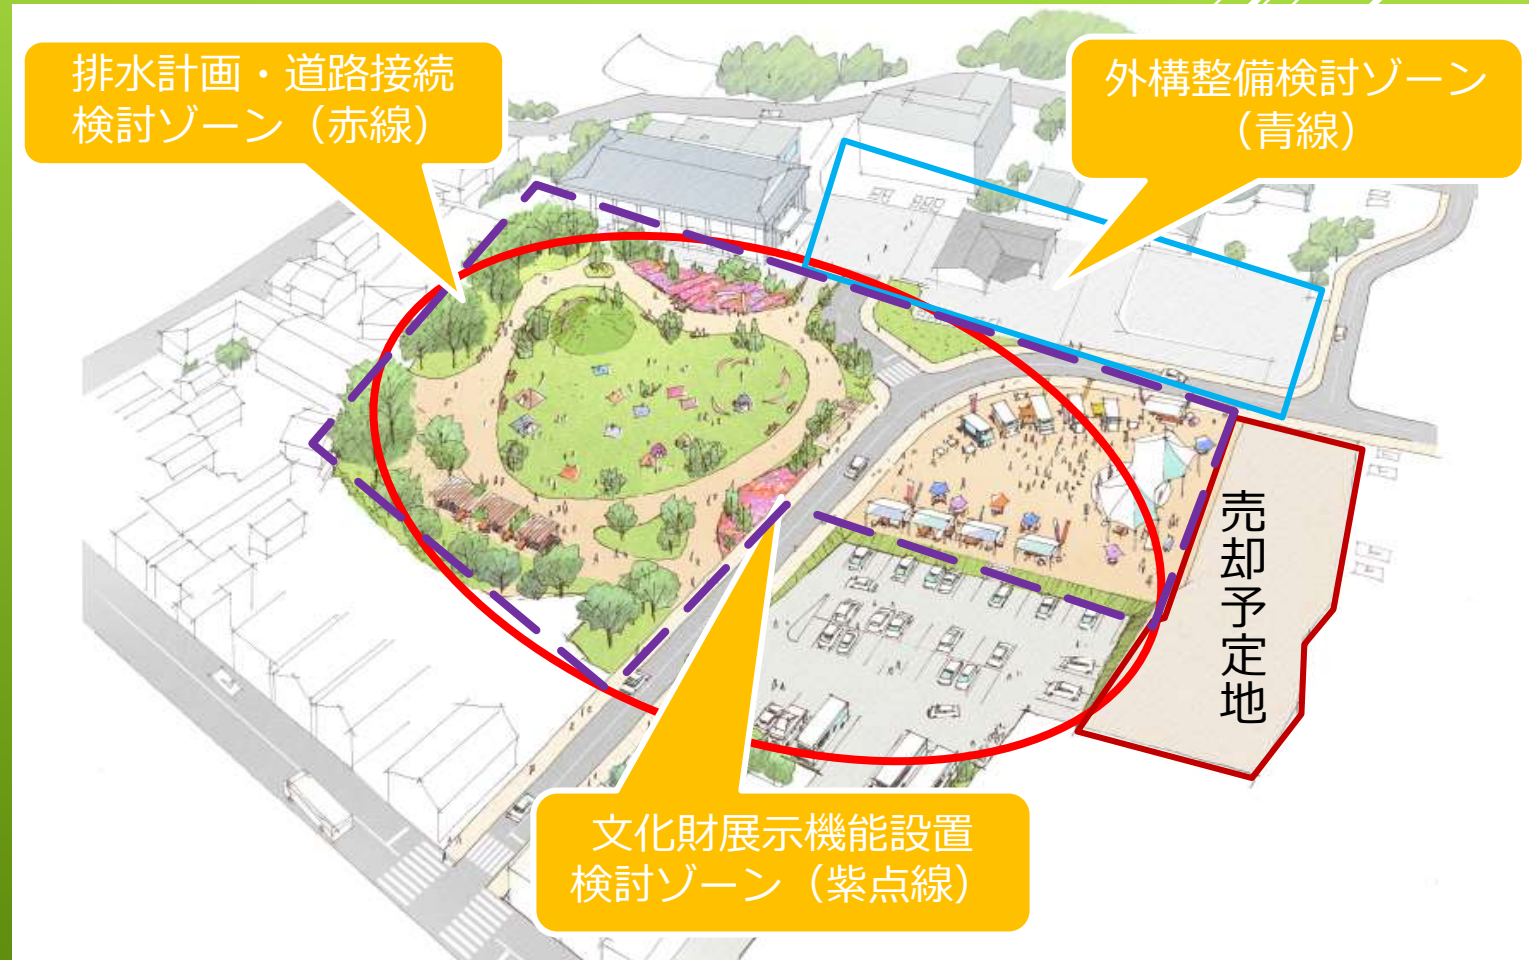 排水計画・道路接続
検討ゾーン（赤線）
外構整備検討ゾーン
（青線）
売却予定地
文化財展示機能設置
検討ゾーン（紫点線）